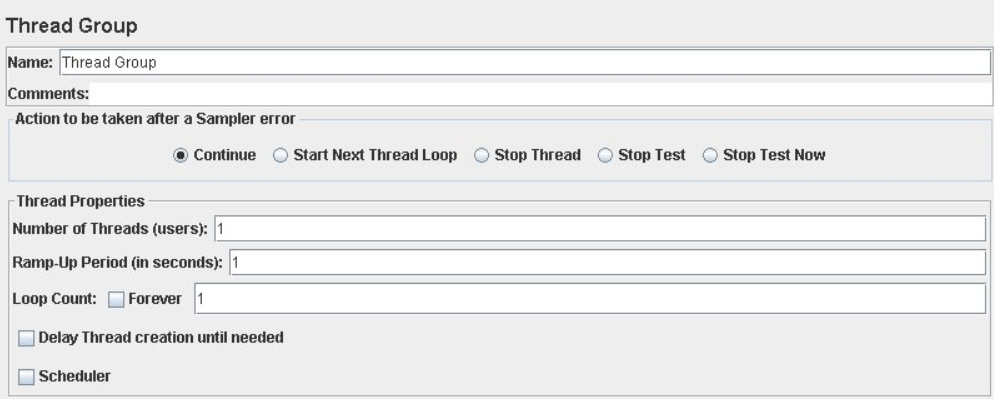 Thread Group
Name: Thread Group
Comments:
Action to be taken after a Sampler error
Continue Start Next Thread Loop Stop Thread Stop Test Stop Test Now
Thread Properties
Number of Threads (users): 1
Ramp-Up Period (in seconds): 1
Loop Count: Forever 1
Delay Thread creation until needed
Scheduler